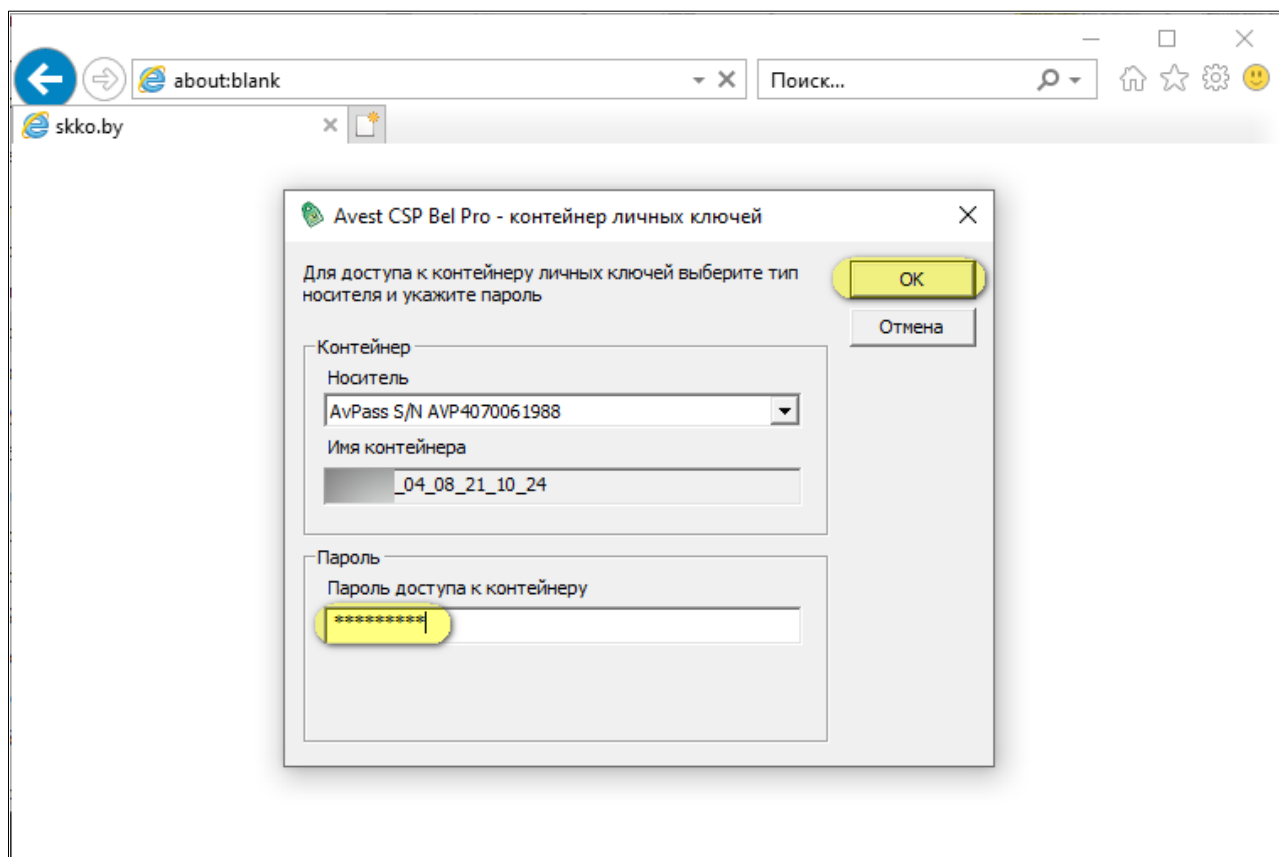 about:blank
Поиск...
skko.by
Avest CSP Bel Pro - контейнер личных ключей
Для доступа к контейнеру личных ключей выберите тип
носителя и укажите пароль
OK
Отмена
Контейнер
Носитель
AvPass S/N AVP4070061988
Имя контейнера
_04_08_21_10_24
Пароль
Пароль доступа к контейнеру
*********